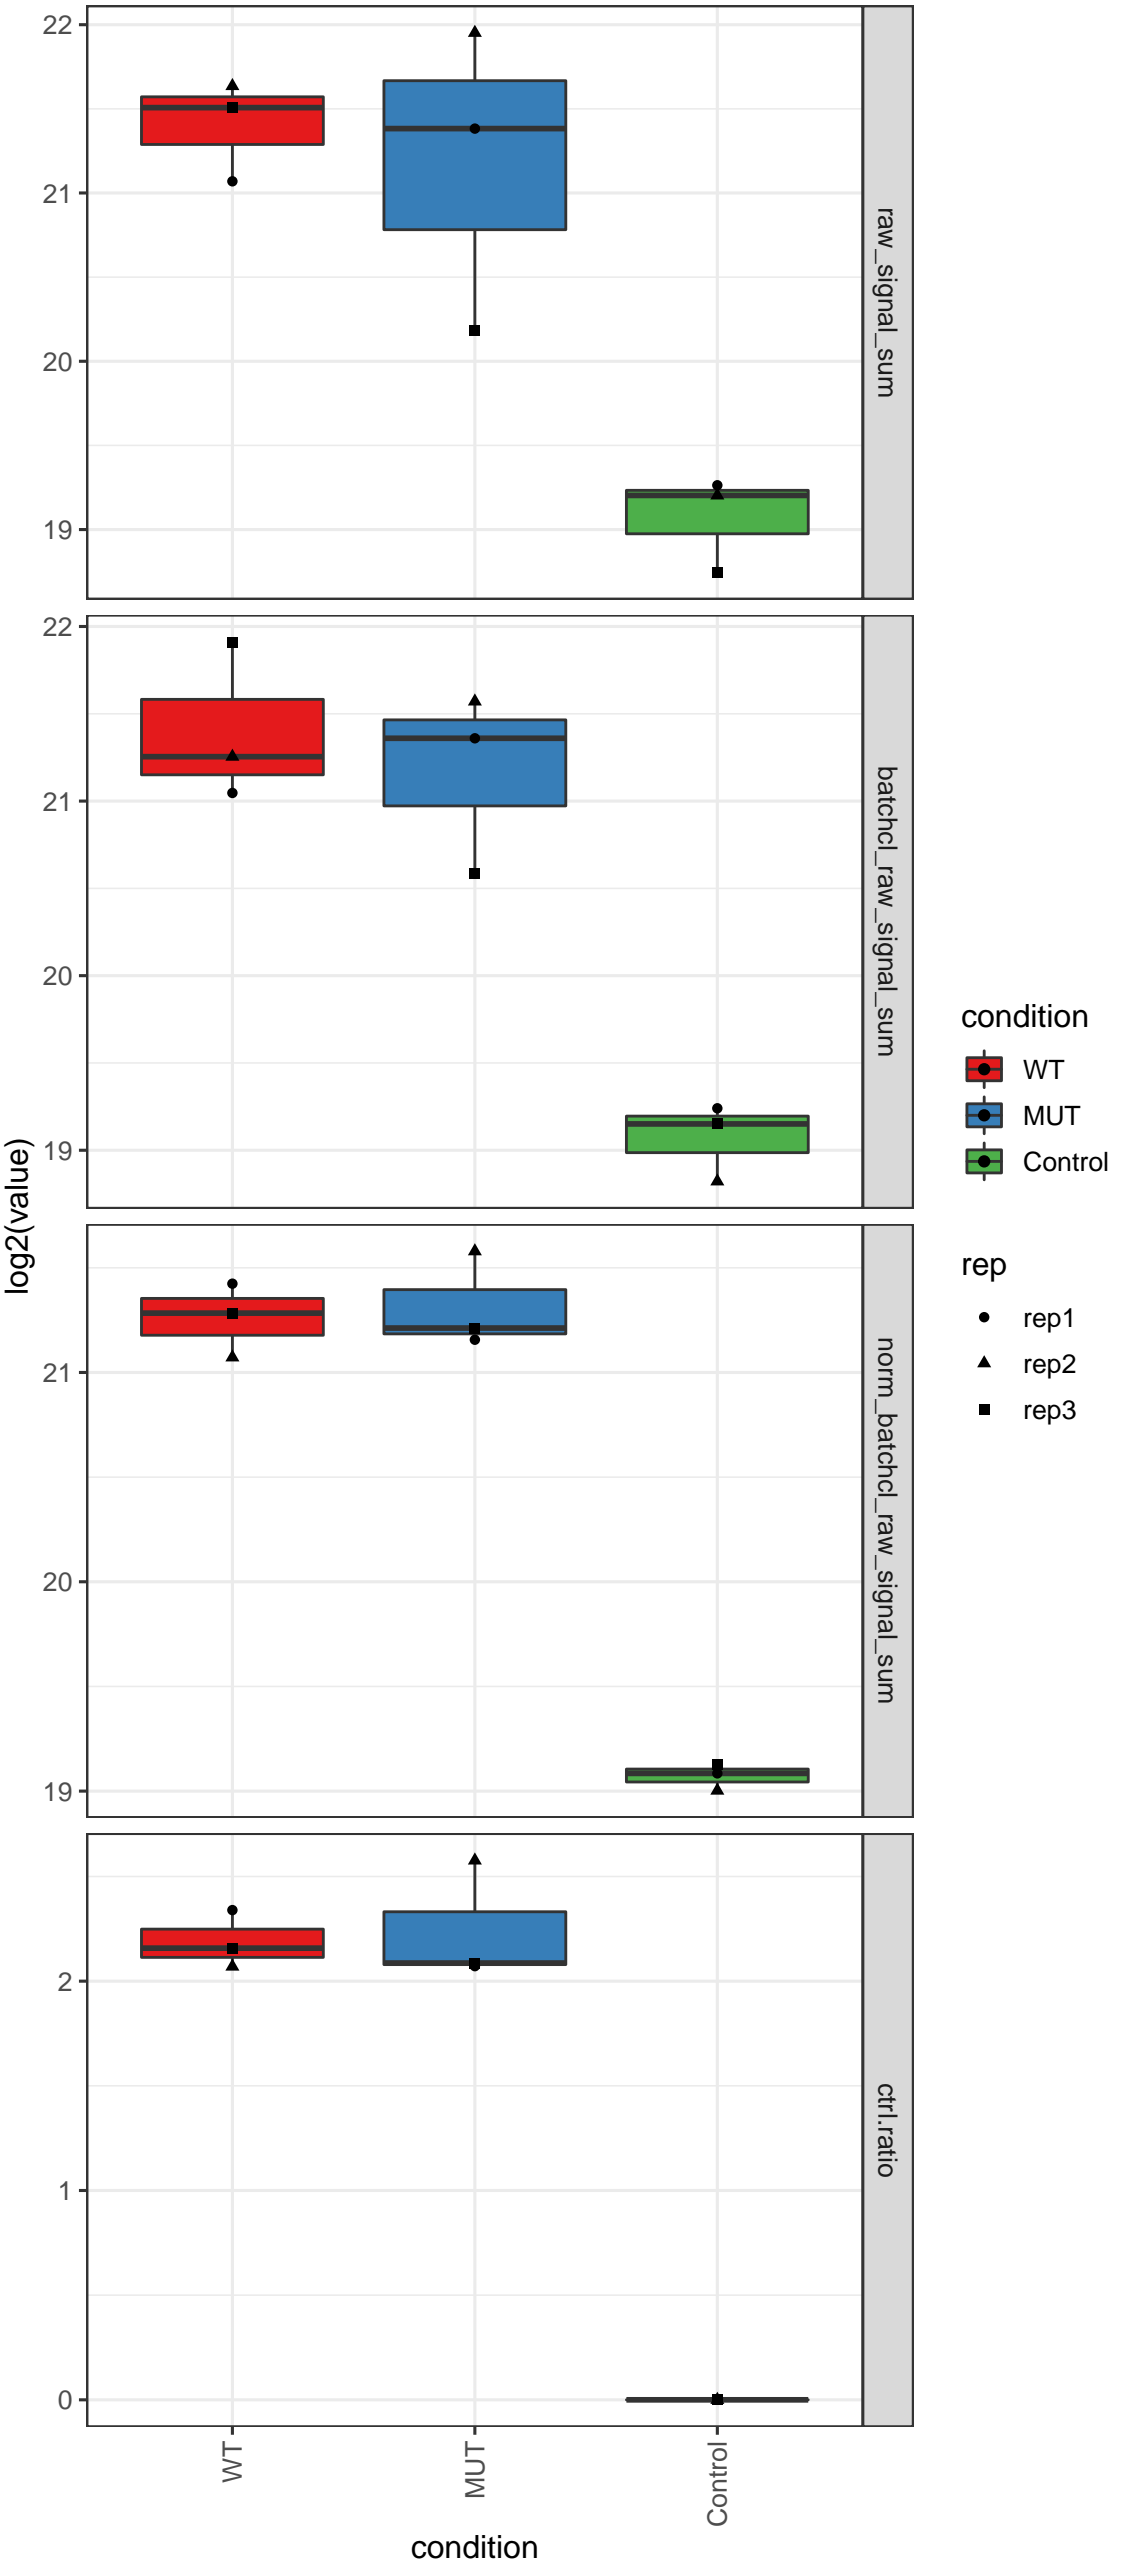 22
21
20
19
raw_signal_sum
22
21
20
19
batchcl_raw_signal_sum
21
20
19
norm_batchcl_raw_signal_sum
2
1
0
ctrl.ratio
log2(value)
WT
MUT
Control
condition
condition
WT
MUT
Control
rep
rep1
rep2
rep3